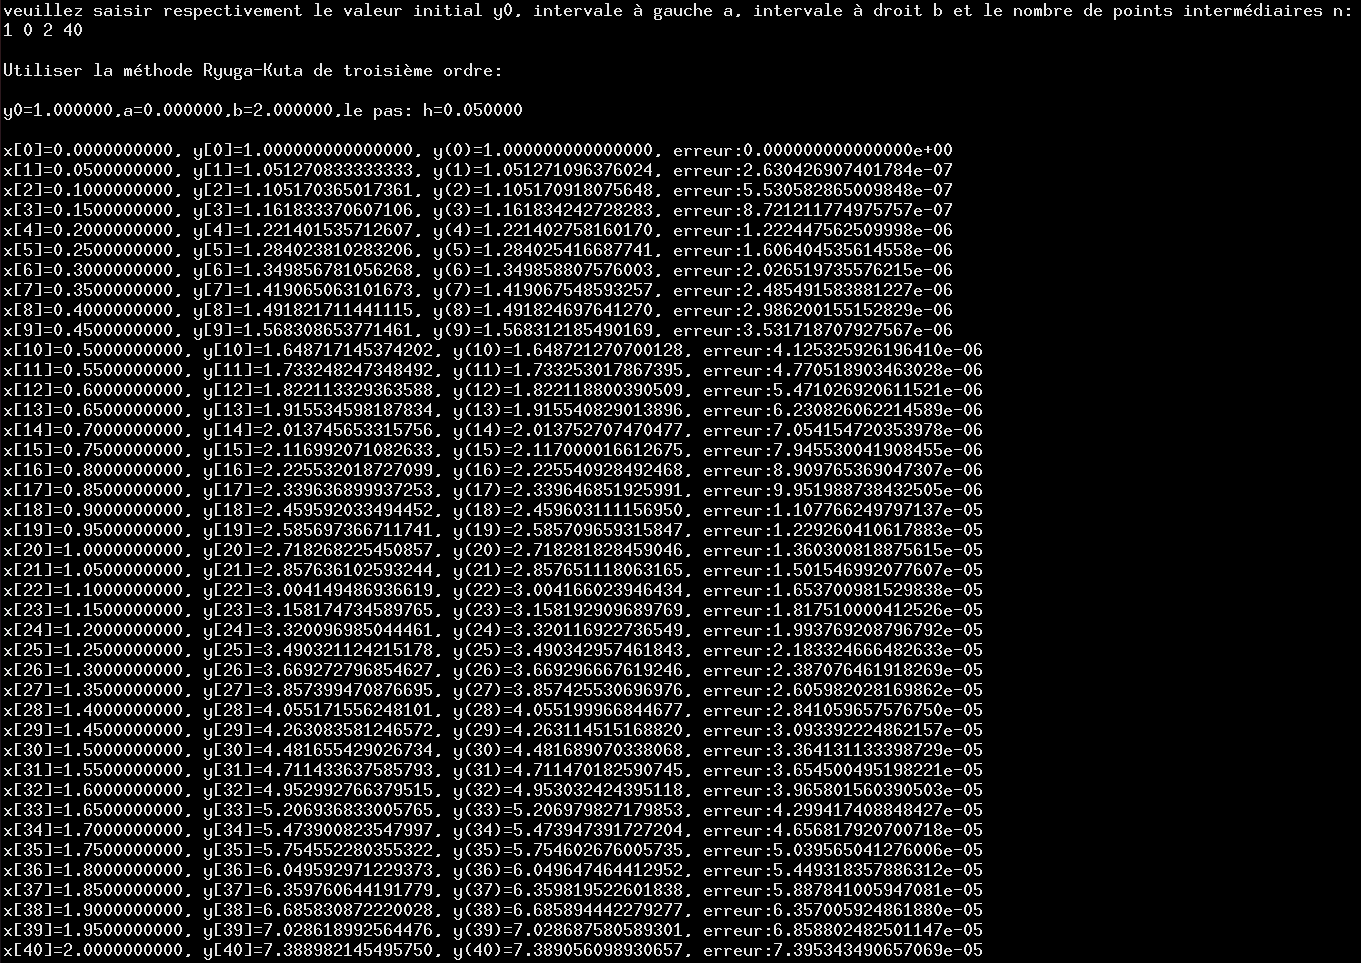 veuillez saisir respectivement le valeur initial y0, intervale à gauche a, intervale à droit b et le nombre de points intermédiaires n:
1 0 2 40
Utiliser la méthode Ryuga-Kuta de troisième ordre:
y0=1.000000,a=0.000000,b=2.000000,le pas: h=0.050000
x[0]=0.0000000000, y[0]=1.000000000000000, y(0)=1.000000000000000, erreur:0.000000000000000e+00
x[1]=0.0500000000, y[1]=1.051270833333333, y(1)=1.051271096376024, erreur:2.630426907401784e-07
x[2]=0.1000000000, y[2]=1.105170365017361, y(2)=1.105170918075648, erreur:5.530582865009848e-07
x[3]=0.1500000000, y[3]=1.161833370607106, y(3)=1.161834242728283, erreur:8.721211774975757e-07
x[4]=0.2000000000, y[4]=1.221401535712607, y(4)=1.221402758160170, erreur:1.222447562509998e-06
x[5]=0.2500000000, y[5]=1.284023810283206, y(5)=1.284025416687741, erreur:1.606404535614558e-06
x[6]=0.3000000000, y[6]=1.349856781056268, y(6)=1.349858807576003, erreur:2.026519735576215e-06
x[7]=0.3500000000, y[7]=1.419065063101673, y(7)=1.419067548593257, erreur:2.485491583881227e-06
x[8]=0.4000000000, y[8]=1.491821711441115, y(8)=1.491824697641270, erreur:2.986200155152829e-06
x[9]=0.4500000000, y[9]=1.568308653771461, y(9)=1.568312185490169, erreur:3.531718707927567e-06
x[10]=0.5000000000, y[10]=1.648717145374202, y(10)=1.648721270700128, erreur:4.125325926196410e-06
x[11]=0.5500000000, y[11]=1.733248247348492, y(11)=1.733253017867395, erreur:4.770518903463028e-06
x[12]=0.6000000000, y[12]=1.822113329363588, y(12)=1.822118800390509, erreur:5.471026920611521e-06
x[13]=0.6500000000, y[13]=1.915534598187834, y(13)=1.915540829013896, erreur:6.230826062214589e-06
x[14]=0.7000000000, y[14]=2.013745653315756, y(14)=2.013752707470477, erreur:7.054154720353978e-06
x[15]=0.7500000000, y[15]=2.116992071082633, y(15)=2.117000016612675, erreur:7.945530041908455e-06
x[16]=0.8000000000, y[16]=2.225532018727099, y(16)=2.225540928492468, erreur:8.909765369047307e-06
x[17]=0.8500000000, y[17]=2.339636899937253, y(17)=2.339646851925991, erreur:9.951988738432505e-06
x[18]=0.9000000000, y[18]=2.459592033494452, y(18)=2.459603111156950, erreur:1.107766249797137e-05
x[19]=0.9500000000, y[19]=2.585697366711741, y(19)=2.585709659315847, erreur:1.229260410617883e-05
x[20]=1.0000000000, y[20]=2.718268225450857, y(20)=2.718281828459046, erreur:1.360300818875615e-05
x[21]=1.0500000000, y[21]=2.857636102593244, y(21)=2.857651118063165, erreur:1.501546992077607e-05
x[22]=1.1000000000, y[22]=3.004149486936619, y(22)=3.004166023946434, erreur:1.653700981529838e-05
x[23]=1.1500000000, y[23]=3.158174734589765, y(23)=3.158192909689769, erreur:1.817510000412526e-05
x[24]=1.2000000000, y[24]=3.320096985044461, y(24)=3.320116922736549, erreur:1.993769208796792e-05
x[25]=1.2500000000, y[25]=3.490321124215178, y(25)=3.490342957461843, erreur:2.183324666482633e-05
x[26]=1.3000000000, y[26]=3.669272796854627, y(26)=3.669296667619246, erreur:2.387076461918269e-05
x[27]=1.3500000000, y[27]=3.857399470876695, y(27)=3.857425530696976, erreur:2.605982028169862e-05
x[28]=1.4000000000, y[28]=4.055171556248101, y(28)=4.055199966844677, erreur:2.841059657576750e-05
x[29]=1.4500000000, y[29]=4.263083581246572, y(29)=4.263114515168820, erreur:3.093392224862157e-05
x[30]=1.5000000000, y[30]=4.481655429026734, y(30)=4.481689070338068, erreur:3.364131133398729e-05
x[31]=1.5500000000, y[31]=4.711433637585793, y(31)=4.711470182590745, erreur:3.654500495198221e-05
x[32]=1.6000000000, y[32]=4.952992766379515, y(32)=4.953032424395118, erreur:3.965801560390503e-05
x[33]=1.6500000000, y[33]=5.206936833005765, y(33)=5.206979827179853, erreur:4.299417408848427e-05
x[34]=1.7000000000, y[34]=5.473900823547997, y(34)=5.473947391727204, erreur:4.656817920700718e-05
x[35]=1.7500000000, y[35]=5.754552280355322, y(35)=5.754602676005735, erreur:5.039565041276006e-05
x[36]=1.8000000000, y[36]=6.049592971229373, y(36)=6.049647464412952, erreur:5.449318357886312e-05
x[37]=1.8500000000, y[37]=6.359760644191779, y(37)=6.359819522601838, erreur:5.887841005947081e-05
x[38]=1.9000000000, y[38]=6.685830872220028, y(38)=6.685894442279277, erreur:6.357005924861880e-05
x[39]=1.9500000000, y[39]=7.028618992564476, y(39)=7.028687580589301, erreur:6.858802482501147e-05
x[40]=2.0000000000, y[40]=7.388982145495750, y(40)=7.389056098930657, erreur:7.395343490657069e-05